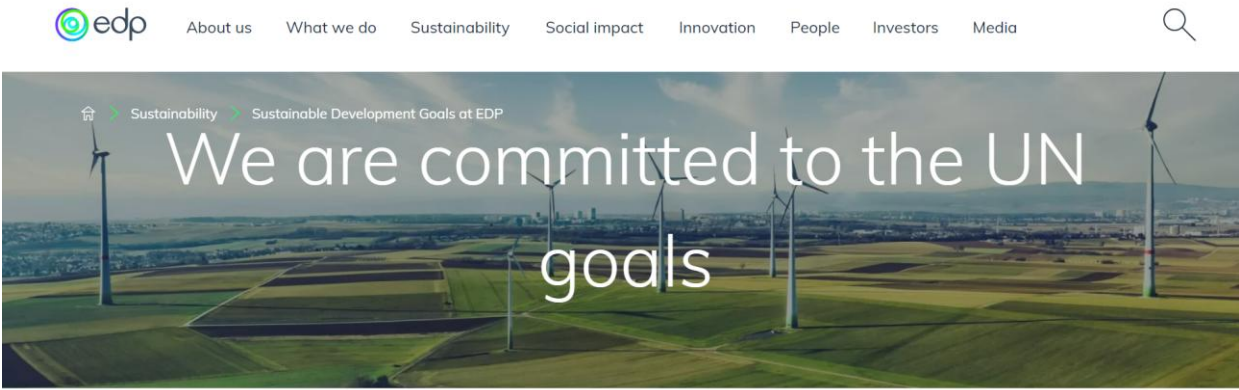 edp
About us What we do Sustainability Social impact Innovation People Investors Media
Sustainability > Sustainable Development Goals at EDP
We are committed to the UN
goals